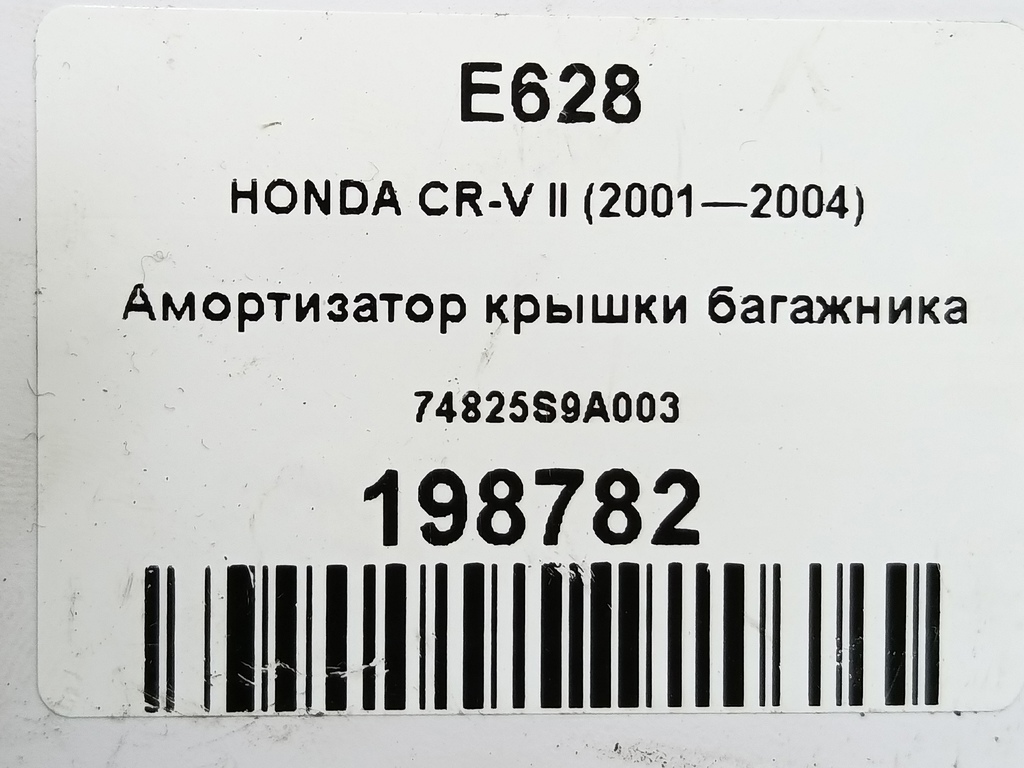 E628
HONDA CR-V II (2001—2004)
Амортизатор крышки багажника
74825S9A003
198782